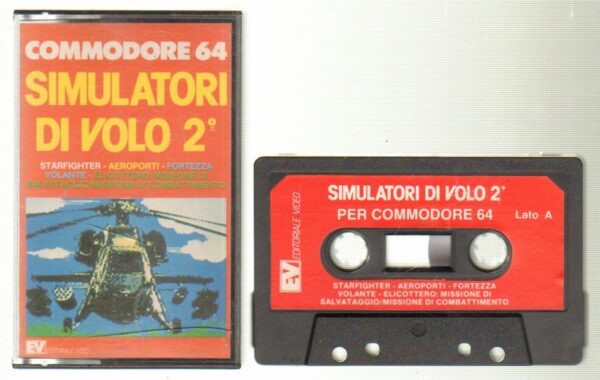 COMMODORE 64
SIMULATORI
DI VOLO 2°
STARFIGHTER - AEROPORTI - FORTEZZA
VOLANTE - ELICOTTERO: MISSIONE DI
SALVATAGGIO/MISSIONE DI COMBATTIMENTO
EV EDITORIALE VIDEO
SIMULATORI DI VOLO 2°
PER COMMODORE 64
Lato A
EV EDITORIALE VIDEO
STARFIGHTER - AEROPORTI - FORTEZZA
VOLANTE - ELICOTTERO: MISSIONE DI
SALVATAGGIO/MISSIONE DI COMBATTIMENTO